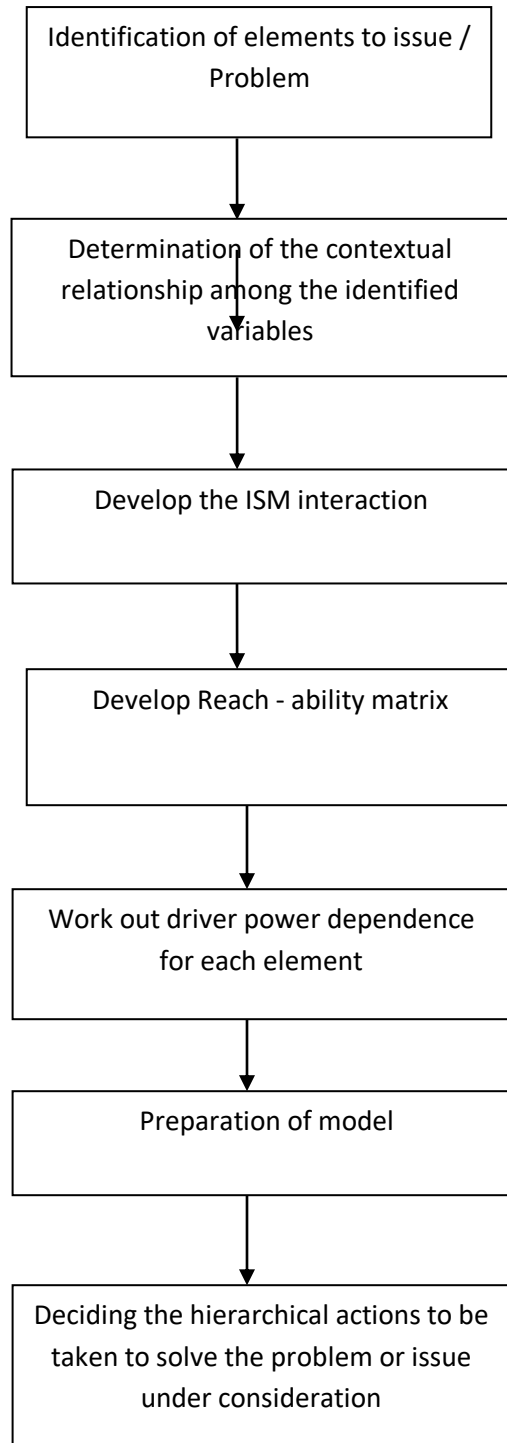 Identification of elements to issue /
Problem
Determination of the contextual
relationship among the identified
variables
Develop the ISM interaction
Develop Reach - ability matrix
Work out driver power dependence
for each element
Preparation of model
Deciding the hierarchical actions to be
taken to solve the problem or issue
under consideration